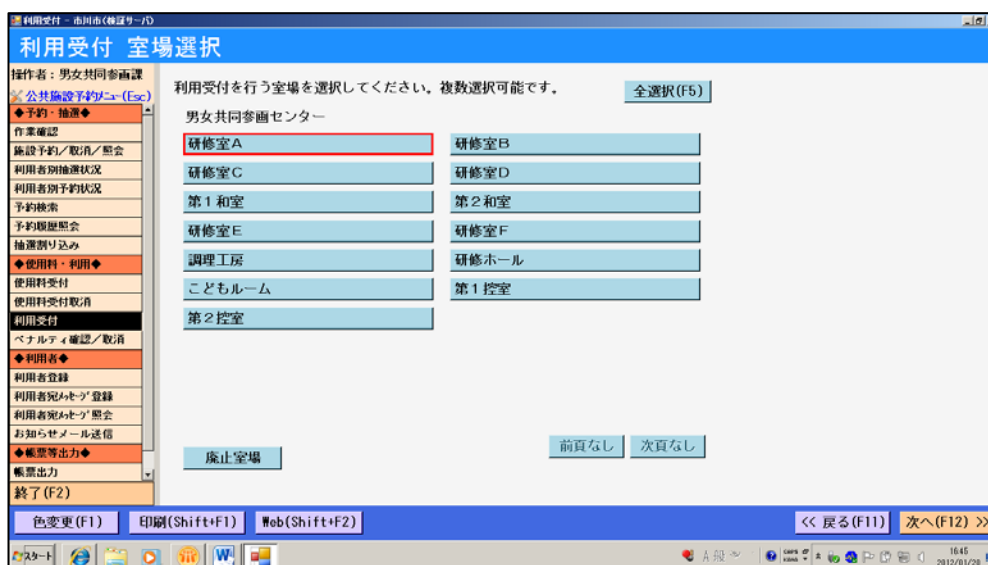 利用受付 - 市川市(検証サーバ)
利用受付 室場選択
操作者：男女共同参画課
公共施設予約ﾒﾆｭｰ(Esc)
◆予約・抽選◆
作業確認
施設予約／取消／照会
利用者別抽選状況
利用者別予約状況
予約検索
予約履歴照会
抽選割り込み
◆使用料・利用◆
使用料受付
使用料受付取消
利用受付
ペナルティ確認／取消
◆利用者◆
利用者登録
利用者宛ﾒｯｾｰｼﾞ登録
利用者宛ﾒｯｾｰｼﾞ照会
お知らせメール送信
◆帳票等出力◆
帳票出力
終了(F2)
利用受付を行う室場を選択してください。複数選択可能です。
全選択(F5)
男女共同参画センター
研修室A
研修室B
研修室C
研修室D
第1和室
第2和室
研修室E
研修室F
調理工房
研修ホール
こどもルーム
第1控室
第2控室
廃止室場
前頁なし
次頁なし
色変更(F1)
印刷(Shift+F1)
Web(Shift+F2)
<< 戻る(F11)
次へ(F12) >>
スタート
A 般
CAPS
KANA
16:45
2012/01/20